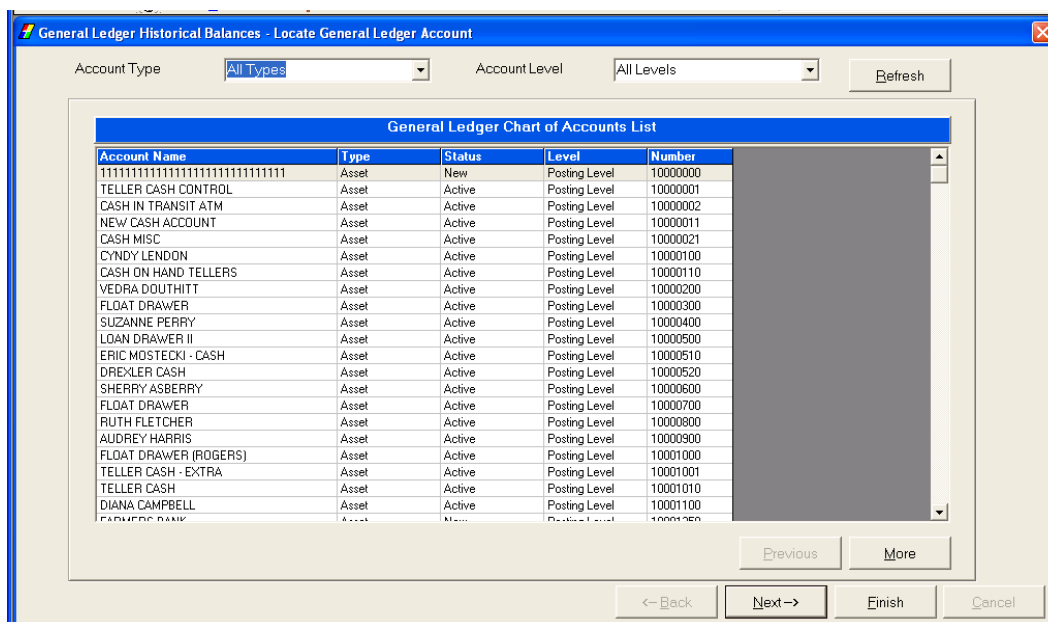 General Ledger Historical Balances - Locate General Ledger Account
Account Type All Types Account Level All Levels Refresh
General Ledger Chart of Accounts List
Account Name Type Status Level Number
11111111111111111111111111111111 Asset New Posting Level 10000000
TELLER CASH CONTROL Asset Active Posting Level 10000001
CASH IN TRANSIT ATM Asset Active Posting Level 10000002
NEW CASH ACCOUNT Asset Active Posting Level 10000011
CASH MISC Asset Active Posting Level 10000021
CYNDY LENDON Asset Active Posting Level 10000100
CASH ON HAND TELLERS Asset Active Posting Level 10000110
VEDRA DOUTHITT Asset Active Posting Level 10000200
FLOAT DRAWER Asset Active Posting Level 10000300
SUZANNE PERRY Asset Active Posting Level 10000400
LOAN DRAWER II Asset Active Posting Level 10000500
ERIC MOSTECKI - CASH Asset Active Posting Level 10000510
DREXLER CASH Asset Active Posting Level 10000520
SHERRY ASBERRY Asset Active Posting Level 10000600
FLOAT DRAWER Asset Active Posting Level 10000700
RUTH FLETCHER Asset Active Posting Level 10000800
AUDREY HARRIS Asset Active Posting Level 10000900
FLOAT DRAWER (ROGERS) Asset Active Posting Level 10001000
TELLER CASH - EXTRA Asset Active Posting Level 10001001
TELLER CASH Asset Active Posting Level 10001010
DIANA CAMPBELL Asset Active Posting Level 10001100
FARMERS BANK Asset New Posting Level 10001250
Previous More
<-- Back Next --> Finish Cancel